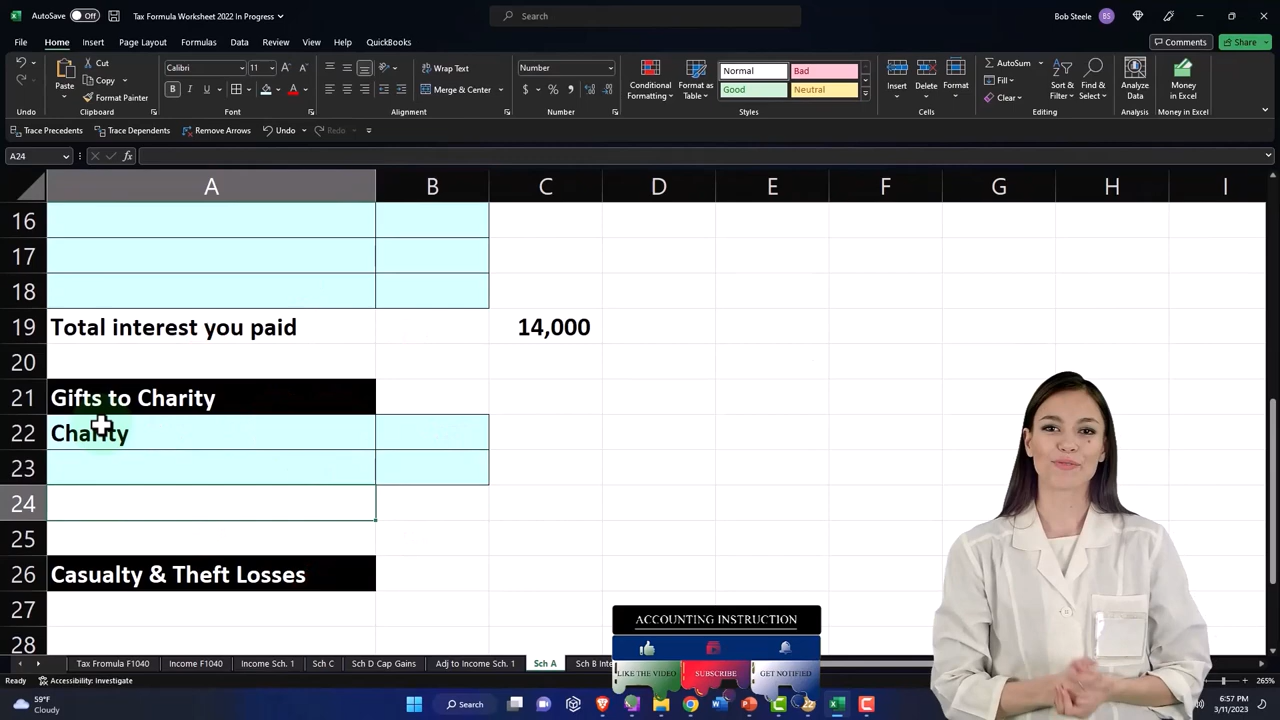 AutoSave Off Tax Formula Worksheet 2022 In Progress Search Bob Steele BS
File Home Insert Page Layout Formulas Data Review View Help QuickBooks Comments Share
Paste Cut Copy Format Painter Calibri 11 Wrap Text Merge & Center Number Conditional Formatting Format as Table Normal Bad Good Neutral Insert Delete Format AutoSum Fill Clear Sort & Filter Find & Select Analyze Data Money in Excel
Undo Clipboard Font Alignment Number Styles Cells Editing Analysis Money in Excel
Trace Precedents Trace Dependents Remove Arrows Undo Redo
A24 fx
A B C D E F G H I
16
17
18
19 Total interest you paid 14,000
20
21 Gifts to Charity
22 Charity
23
24
25
26 Casualty & Theft Losses
27
28
ACCOUNTING INSTRUCTION
LIKE THE VIDEO SUBSCRIBE GET NOTIFIED
Tax Fromula F1040 Income F1040 Income Sch. 1 Sch C Sch D Cap Gains Adj to Income Sch. 1 Sch A Sch B Inte
Ready Accessibility: Investigate 265%
59°F
Cloudy
Search
6:57 PM
3/11/2023